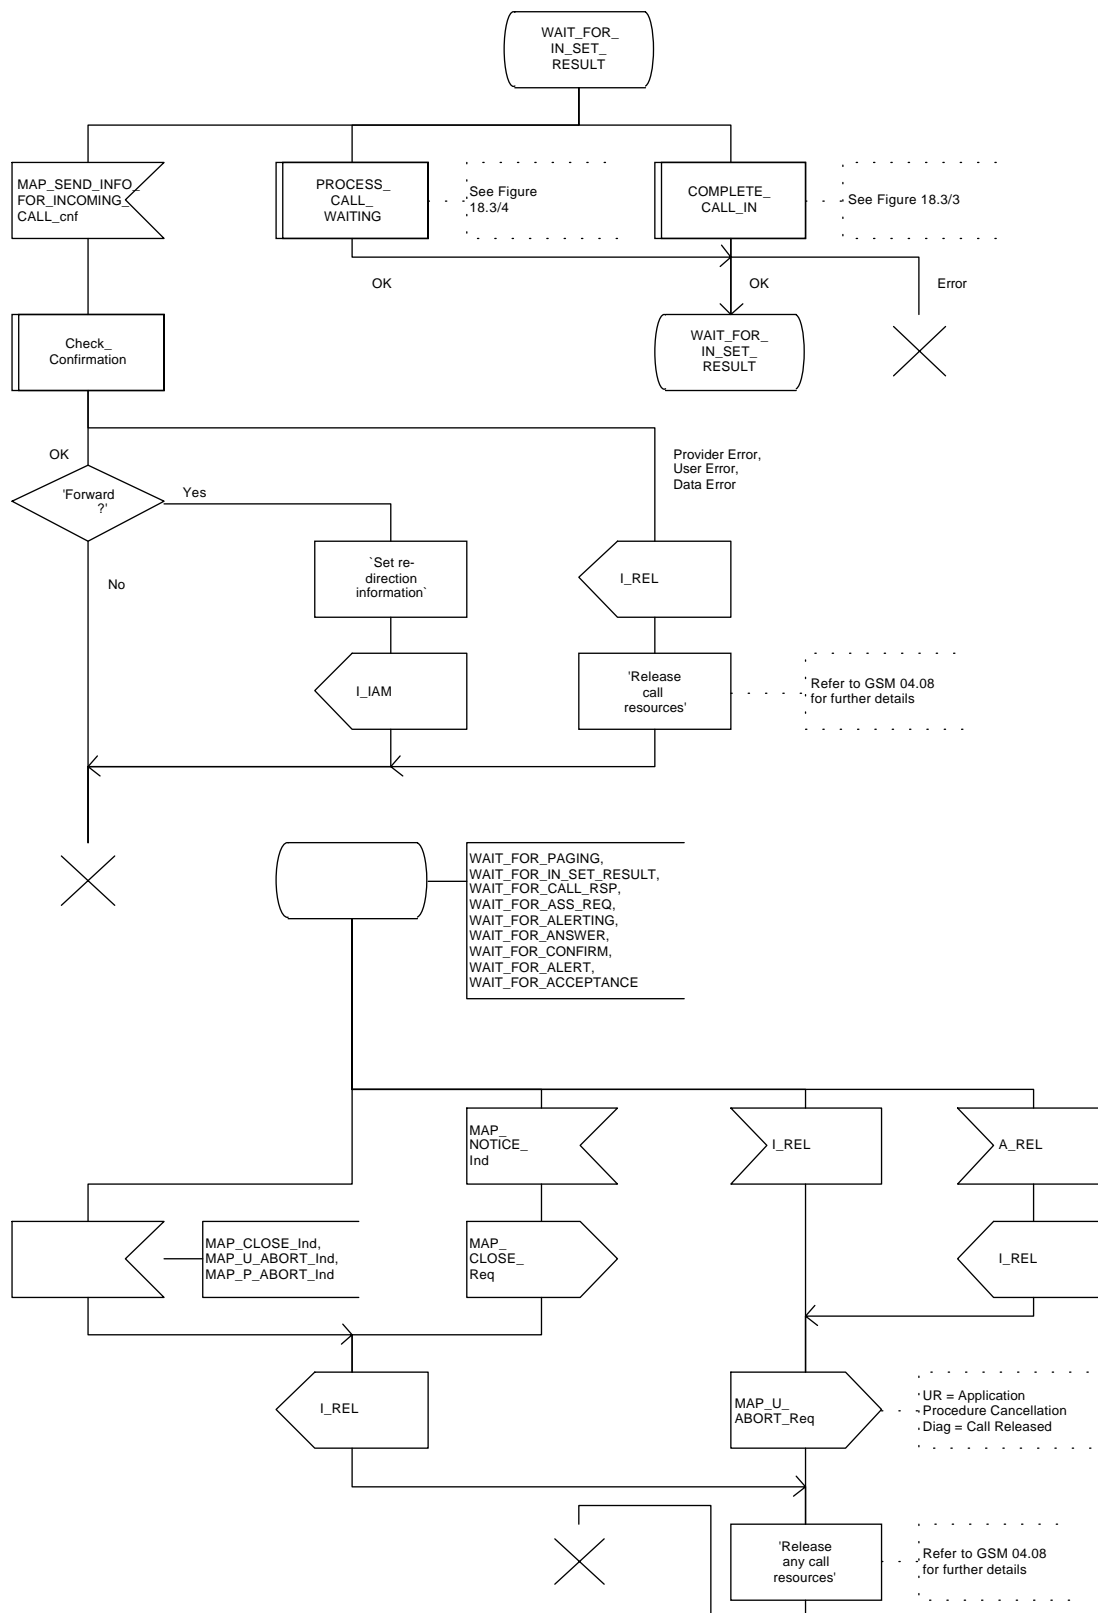 WAIT_FOR_
IN_SET_
RESULT
MAP_SEND_INFO_
FOR_INCOMING_
CALL_cnf
PROCESS_
CALL_
WAITING
See Figure
18.3/4
COMPLETE_
CALL_IN
See Figure 18.3/3
OK
OK
Error
Check_
Confirmation
WAIT_FOR_
IN_SET_
RESULT
OK
Provider Error,
User Error,
Data Error
'Forward
?'
Yes
No
`Set re-
direction
information`
I_REL
I_IAM
'Release
call
resources'
Refer to GSM 04.08
for further details
WAIT_FOR_PAGING,
WAIT_FOR_IN_SET_RESULT,
WAIT_FOR_CALL_RSP,
WAIT_FOR_ASS_REQ,
WAIT_FOR_ALERTING,
WAIT_FOR_ANSWER,
WAIT_FOR_CONFIRM,
WAIT_FOR_ALERT,
WAIT_FOR_ACCEPTANCE
MAP_
NOTICE_
Ind
I_REL
A_REL
MAP_CLOSE_Ind,
MAP_U_ABORT_Ind,
MAP_P_ABORT_Ind
MAP_
CLOSE_
Req
I_REL
I_REL
MAP_U_
ABORT_Req
UR = Application
Procedure Cancellation
Diag = Call Released
'Release
any call
resources'
Refer to GSM 04.08
for further details